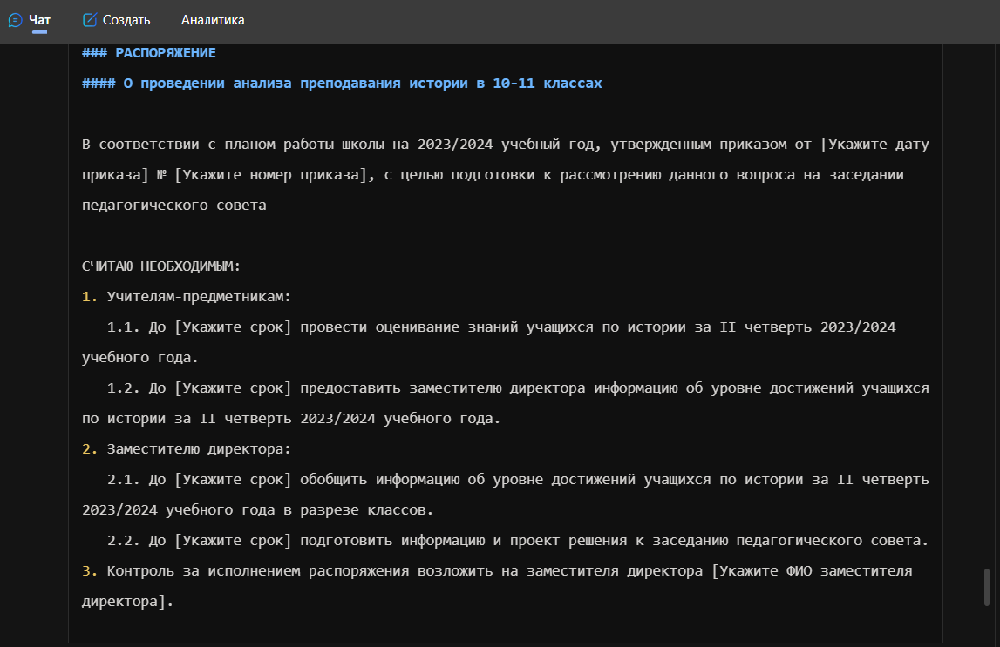 Чат Создать Аналитика
### РАСПОРЯЖЕНИЕ
#### О проведении анализа преподавания истории в 10-11 классах
В соответствии с планом работы школы на 2023/2024 учебный год, утвержденным приказом от [Укажите дату
приказа] № [Укажите номер приказа], с целью подготовки к рассмотрению данного вопроса на заседании
педагогического совета
СЧИТАЮ НЕОБХОДИМЫМ:
1. Учителям-предметникам:
1.1. До [Укажите срок] провести оценивание знаний учащихся по истории за II четверть 2023/2024
учебного года.
1.2. До [Укажите срок] предоставить заместителю директора информацию об уровне достижений учащихся
по истории за II четверть 2023/2024 учебного года.
2. Заместителю директора:
2.1. До [Укажите срок] обобщить информацию об уровне достижений учащихся по истории за II четверть
2023/2024 учебного года в разрезе классов.
2.2. До [Укажите срок] подготовить информацию и проект решения к заседанию педагогического совета.
3. Контроль за исполнением распоряжения возложить на заместителя директора [Укажите ФИО заместителя
директора].